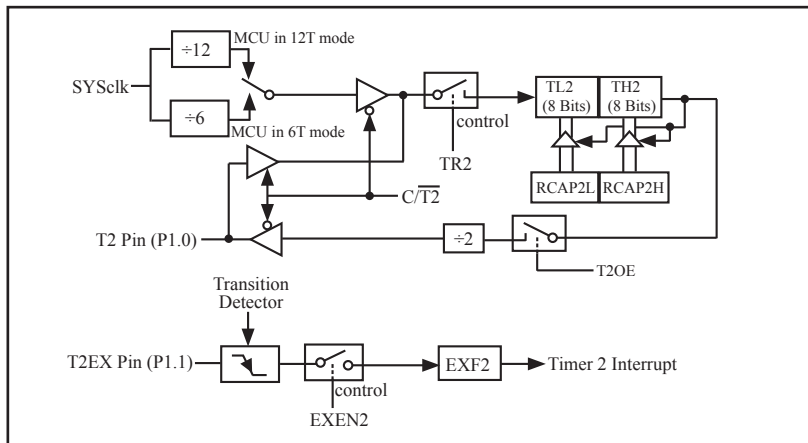 ÷12
MCU in 12T mode
SYSclk
÷6
MCU in 6T mode
control
TR2
TL2
(8 Bits)
TH2
(8 Bits)
RCAP2L
RCAP2H
C/T2
T2 Pin (P1.0)
÷2
T2OE
Transition
Detector
T2EX Pin (P1.1)
control
EXEN2
EXF2
Timer 2 Interrupt